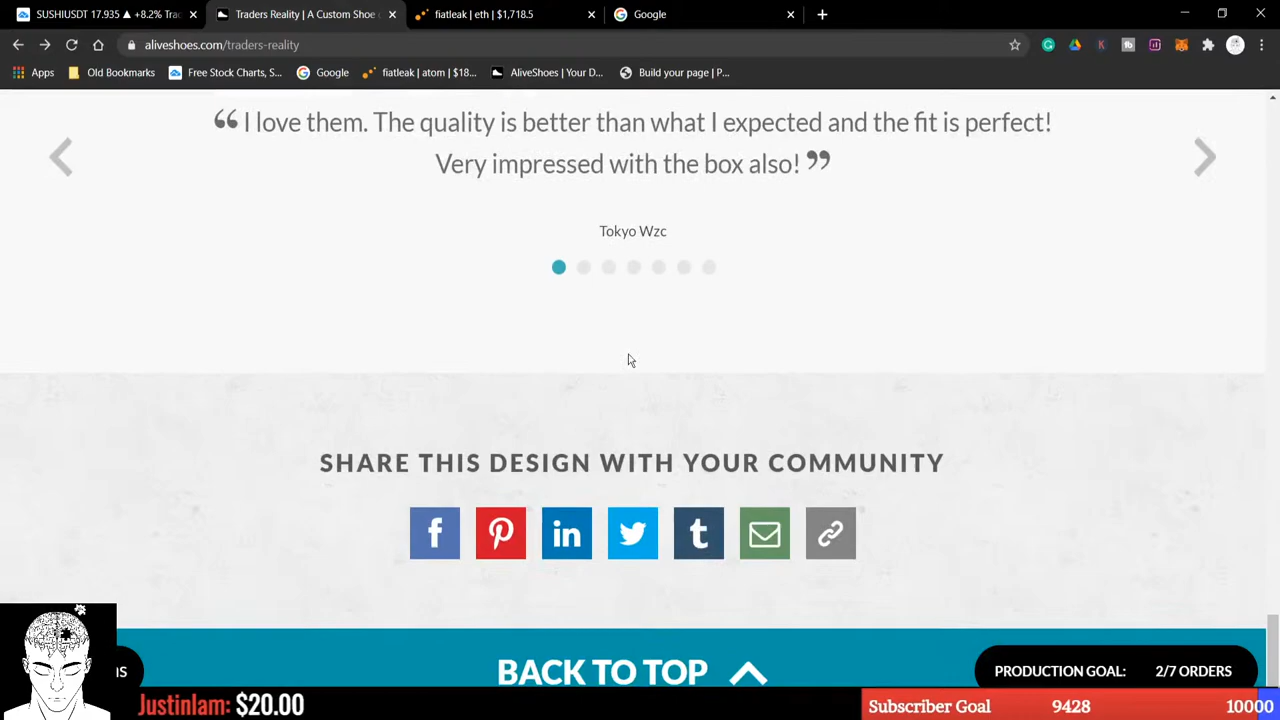 SUSHIUSDT 17.935 ▲ +8.2% Trac
Traders Reality | A Custom Shoe
fiatleak | eth | $1,718.5
Google
aliveshoes.com/traders-reality
Apps
Old Bookmarks
Free Stock Charts, S...
Google
fiatleak | atom | $18...
AliveShoes | Your D...
Build your page | P...
“ I love them. The quality is better than what I expected and the fit is perfect!
Very impressed with the box also! ”
Tokyo Wzc
SHARE THIS DESIGN WITH YOUR COMMUNITY
BACK TO TOP
PRODUCTION GOAL: 2/7 ORDERS
Justinlam: $20.00
Subscriber Goal 9428 10000